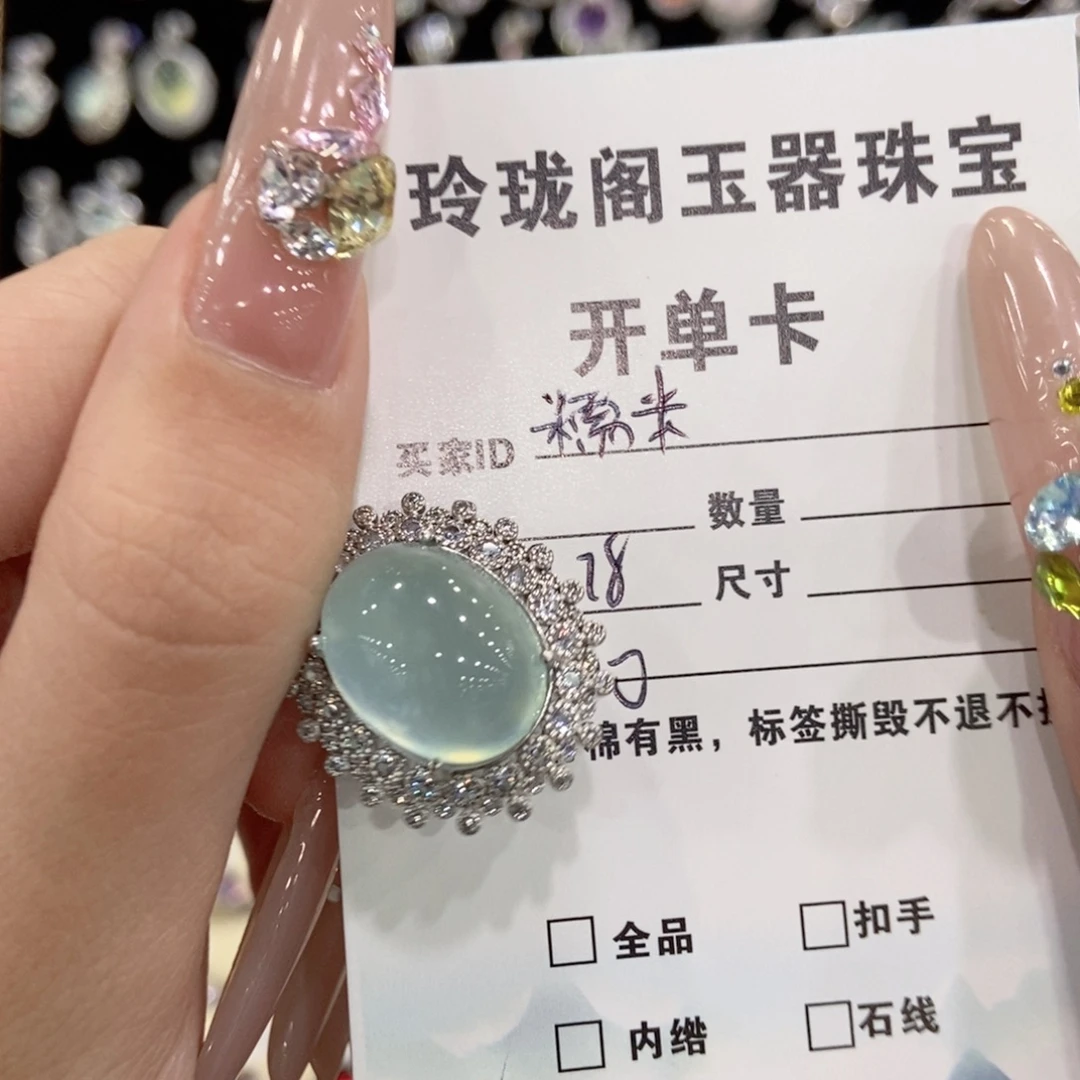 玲珑阁玉器珠宝
开单卡
买家ID 糯米
数量
78 尺寸
棉有黑，标签撕毁不退不
全品 扣手
内绺 石线